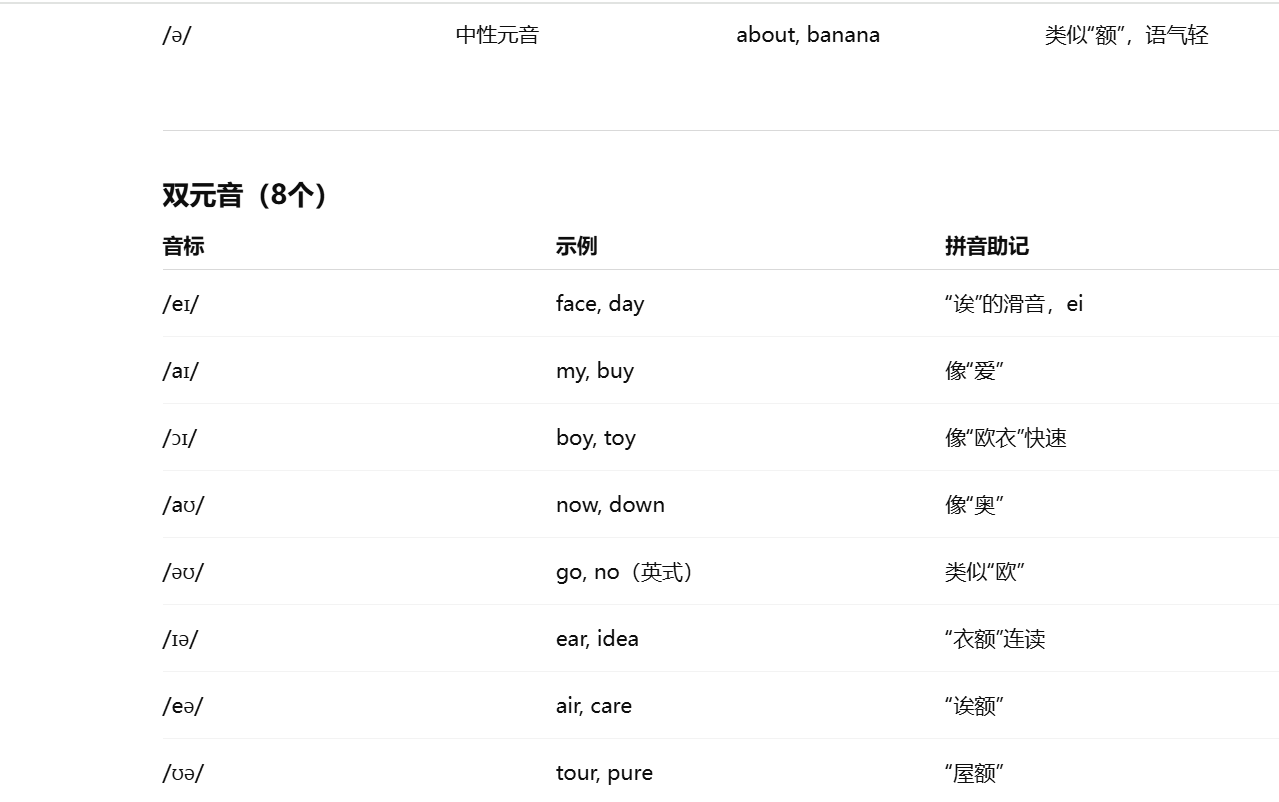 /ə/ 中性元音 about, banana 类似“额”，语气轻
双元音（8个）
音标 示例 拼音助记
/eɪ/ face, day “诶”的滑音，ei
/aɪ/ my, buy 像“爱”
/ɔɪ/ boy, toy 像“欧衣”快速
/aʊ/ now, down 像“奥”
/əʊ/ go, no（英式） 类似“欧”
/ɪə/ ear, idea “衣额”连读
/eə/ air, care “诶额”
/ʊə/ tour, pure “屋额”